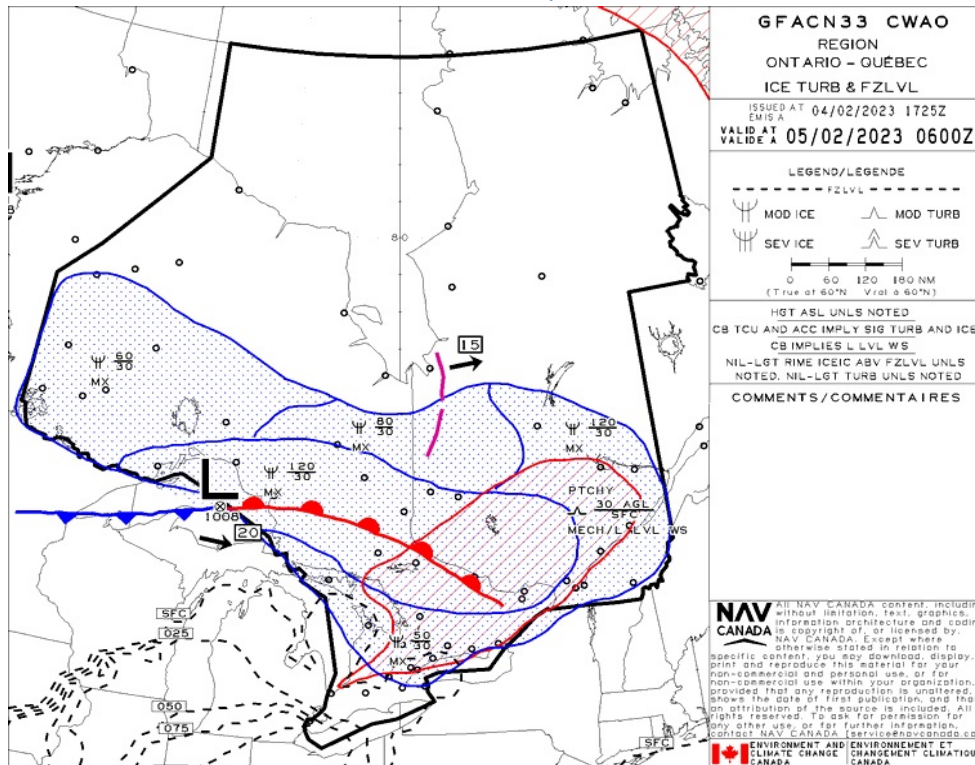 GFACN33 CWAO
REGION
ONTARIO – QUÉBEC
ICE TURB & FZLVL
ISSUED AT
ÉMIS A
04/02/2023 1725Z
VALID AT
VALIDE A
05/02/2023 0600Z
LEGEND/LÉGENDE
FZLVL
MOD ICE
MOD TURB
SEV ICE
SEV TURB
0 60 120 180 NM
(True at 60°N Vrai à 60°N)
HGT ASL UNLS NOTED
CB TCU AND ACC IMPLY SIG TURB AND ICE
CB IMPLIES L LVL WS
NIL-LGT RIME ICEIC ABV FZLVL UNLS
NOTED. NIL-LGT TURB UNLS NOTED
COMMENTS/COMMENTAIRES
80
15
60
30
MX
80
30
MX
120
30
MX
120
30
MX
L
1008
20
PTCHY
30 AGL
SFC
MECH/L LVL WS
50
30
MX
SFC
025
050
075
SFC
NAV
CANADA
All NAV CANADA content, includin
without limitation, text, graphics,
information architecture and codin
is copyright of, or licensed by,
NAV CANADA. Except where
otherwise stated in relation to
specific content, you may download, display,
print and reproduce this material for your
non-commercial and personal use, or for
non-commercial use within your organization,
provided that any reproduction is unaltered,
shows the date of first publication, and tha
an attribution of the source is included. All
rights reserved. To ask for permission for
any other use, or for further information,
contact NAV CANADA [service@navcanada.ca
ENVIRONMENT AND
CLIMATE CHANGE
CANADA
ENVIRONNEMENT ET
CHANGEMENT CLIMATIQU
CANADA